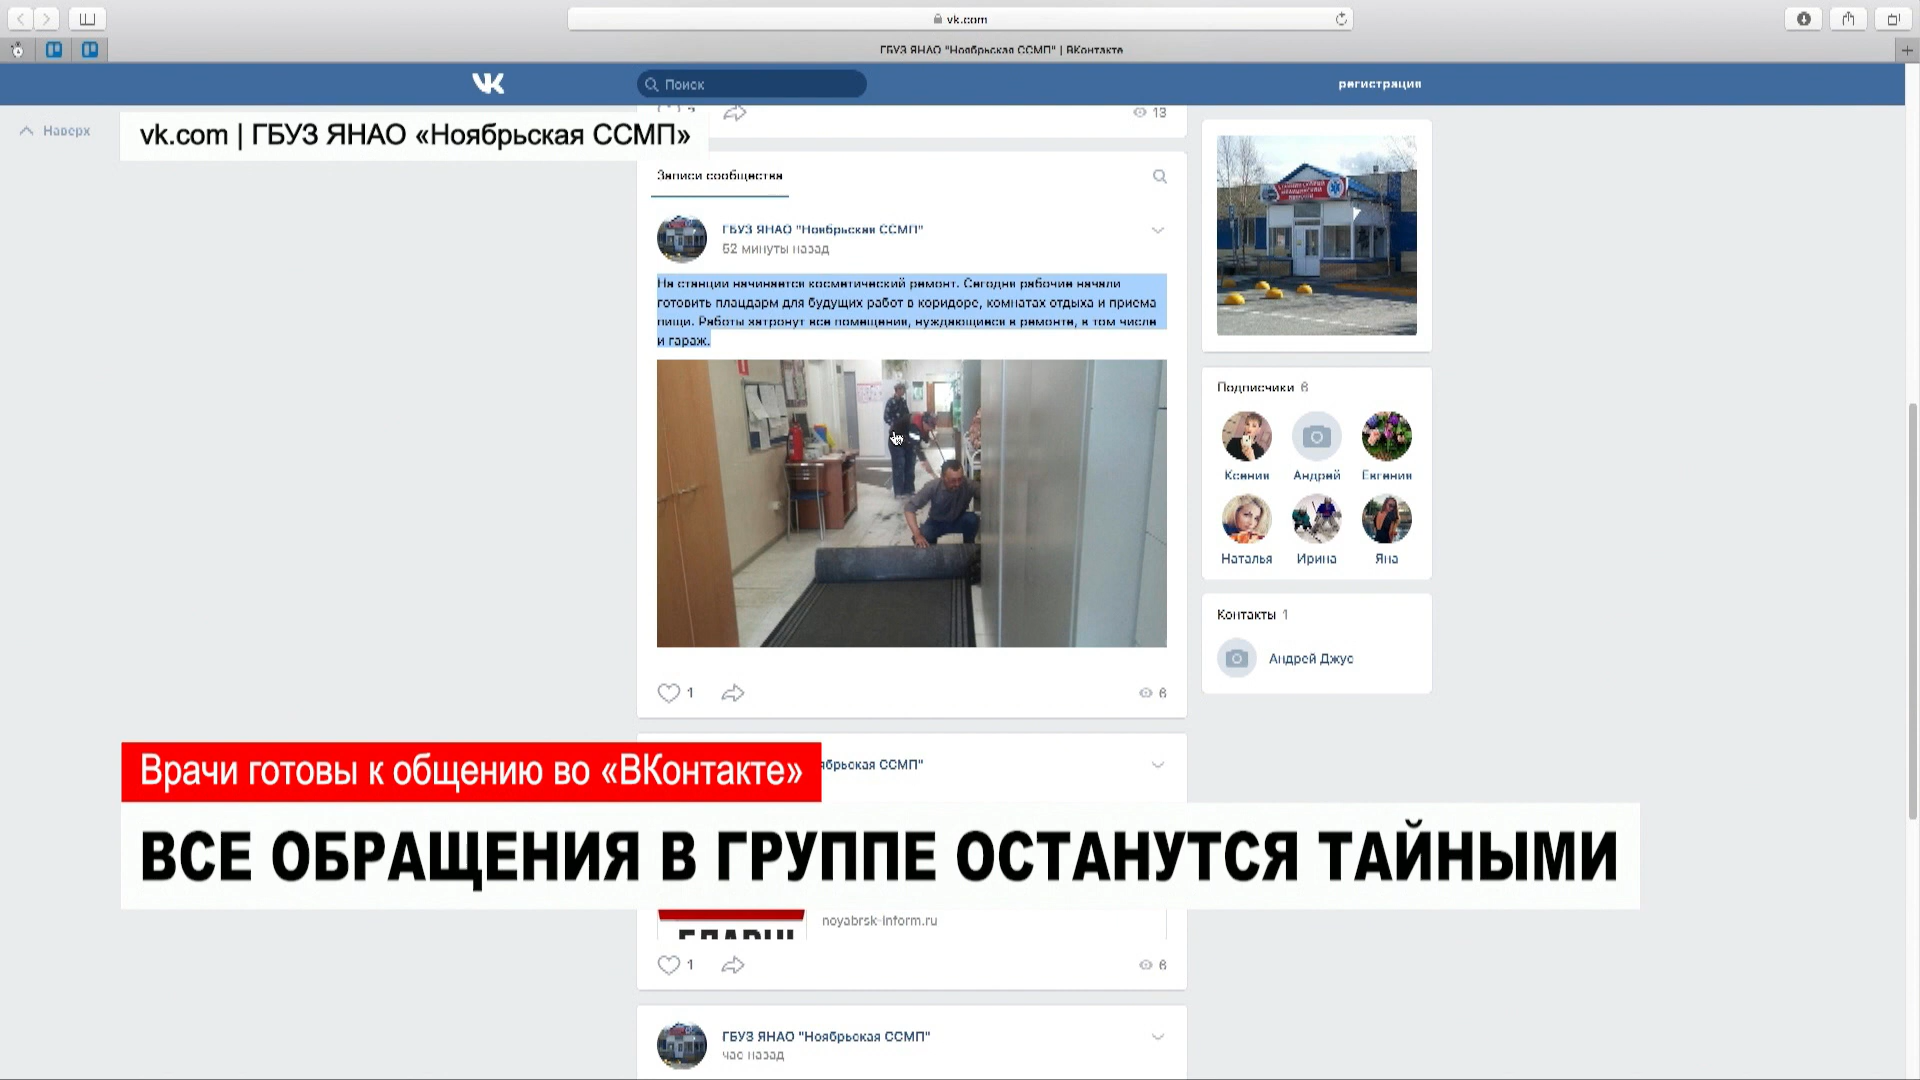 vk.com
ГБУЗ ЯНАО "Ноябрьская ССМП" | ВКонтакте
Поиск
регистрация
Наверх
13
vk.com | ГБУЗ ЯНАО «Ноябрьская ССМП»
Записи сообщества
ГБУЗ ЯНАО "Ноябрьская ССМП"
52 минуты назад
На станции начинается косметический ремонт. Сегодня рабочие начали
готовить плацдарм для будущих работ в коридоре, комнатах отдыха и приема
пищи. Работы затронут все помещения, нуждающиеся в ремонте, в том числе
и гараж.
1
6
Подписчики 6
Ксения Андрей Евгения
Наталья Ирина Яна
Контакты 1
Андрей Джус
ябрьская ССМП"
Врачи готовы к общению во «ВКонтакте»
ВСЕ ОБРАЩЕНИЯ В ГРУППЕ ОСТАНУТСЯ ТАЙНЫМИ
noyabrsk-inform.ru
1
6
ГБУЗ ЯНАО "Ноябрьская ССМП"
час назад